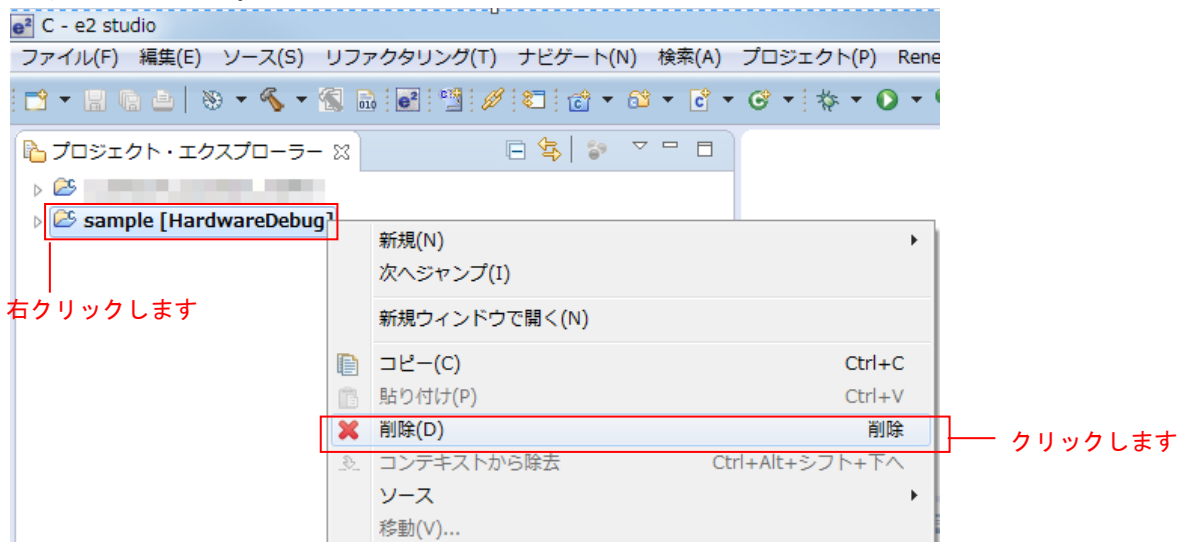 C - e2 studio
ファイル(F) 編集(E) ソース(S) リファクタリング(T) ナビゲート(N) 検索(A) プロジェクト(P) Rene
プロジェクト・エクスプローラー
sample [HardwareDebug]
新規(N)
次へジャンプ(I)
右クリックします
新規ウィンドウで開く(N)
コピー(C) Ctrl+C
貼り付け(P) Ctrl+V
削除(D) 削除
クリックします
コンテキストから除去 Ctrl+Alt+シフト+下へ
ソース
移動(V)...